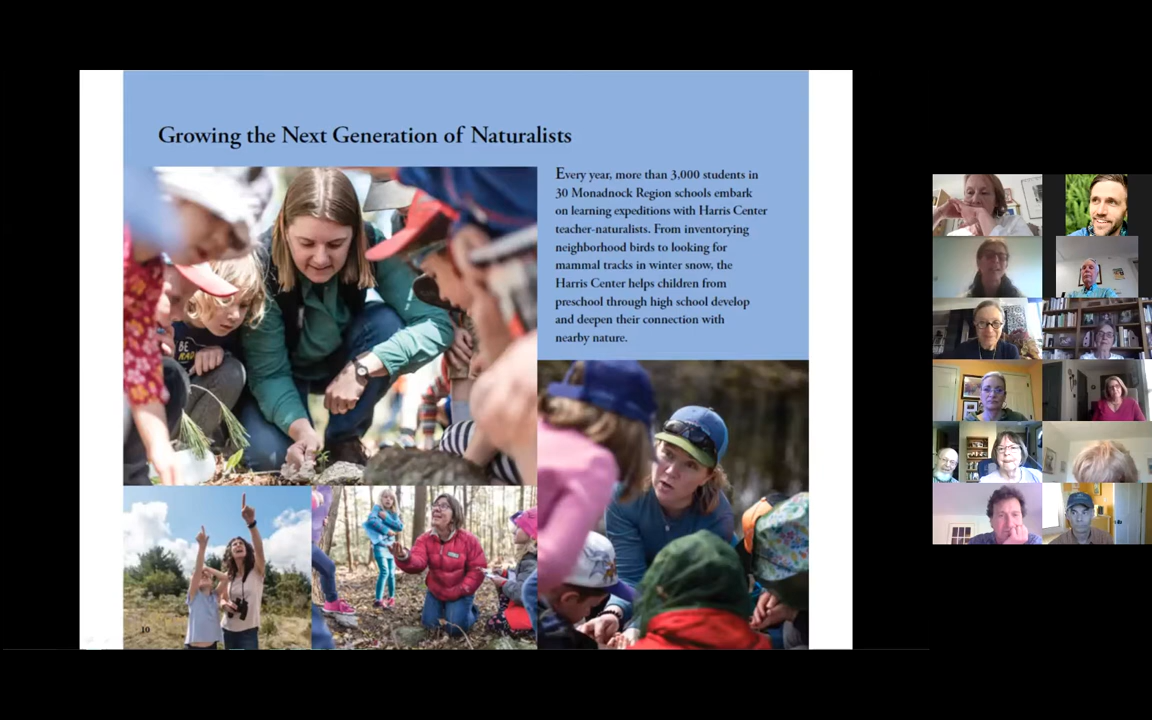 Growing the Next Generation of Naturalists
Every year, more than 3,000 students in
30 Monadnock Region schools embark
on learning expeditions with Harris Center
teacher-naturalists. From inventorying
neighborhood birds to looking for
mammal tracks in winter snow, the
Harris Center helps children from
preschool through high school develop
and deepen their connection with
nearby nature.
BE
10